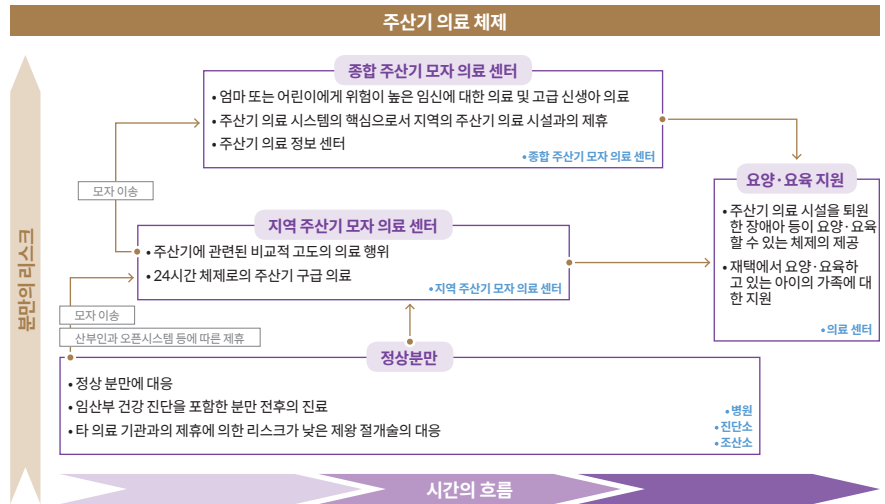 주산기 의료 체제
종합 주산기 모자 의료 센터
• 엄마 또는 어린이에게 위험이 높은 임신에 대한 의료 및 고급 신생아 의료
• 주산기 의료 시스템의 핵심으로서 지역의 주산기 의료 시설과의 제휴
• 주산기 의료 정보 센터
• 종합 주산기 모자 의료 센터
모자 이송
요양·요육 지원
• 주산기 의료 시설을 퇴원
한 장애아 등이 요양·요육
할 수 있는 체제의 제공
• 재택에서 요양·요육하
고 있는 아이의 가족에 대
한 지원
• 의료 센터
지역 주산기 모자 의료 센터
• 주산기에 관련된 비교적 고도의 의료 행위
• 24시간 체제로의 주산기 구급 의료
• 지역 주산기 모자 의료 센터
분만의 리스크
모자 이송
산부인과 오픈시스템 등에 따른 제휴
정상분만
• 정상 분만에 대응
• 임산부 건강 진단을 포함한 분만 전후의 진료
• 타 의료 기관과의 제휴에 의한 리스크가 낮은 제왕 절개술의 대응
• 병원
• 진단소
• 조산소
시간의 흐름